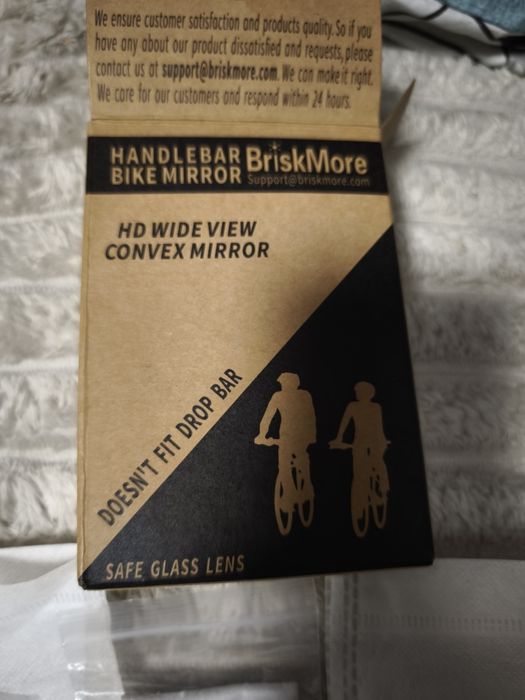 We ensure customer satisfaction and products quality. So if you
have any about our product dissatisfied and requests, please
contact us at support@briskmore.com. We can make it right.
We care for our customers and respond within 24 hours.
HANDLEBAR BriskMore
BIKE MIRROR Support@briskmore.com
HD WIDE VIEW
CONVEX MIRROR
DOESN'T FIT DROP BAR
SAFE GLASS LENS